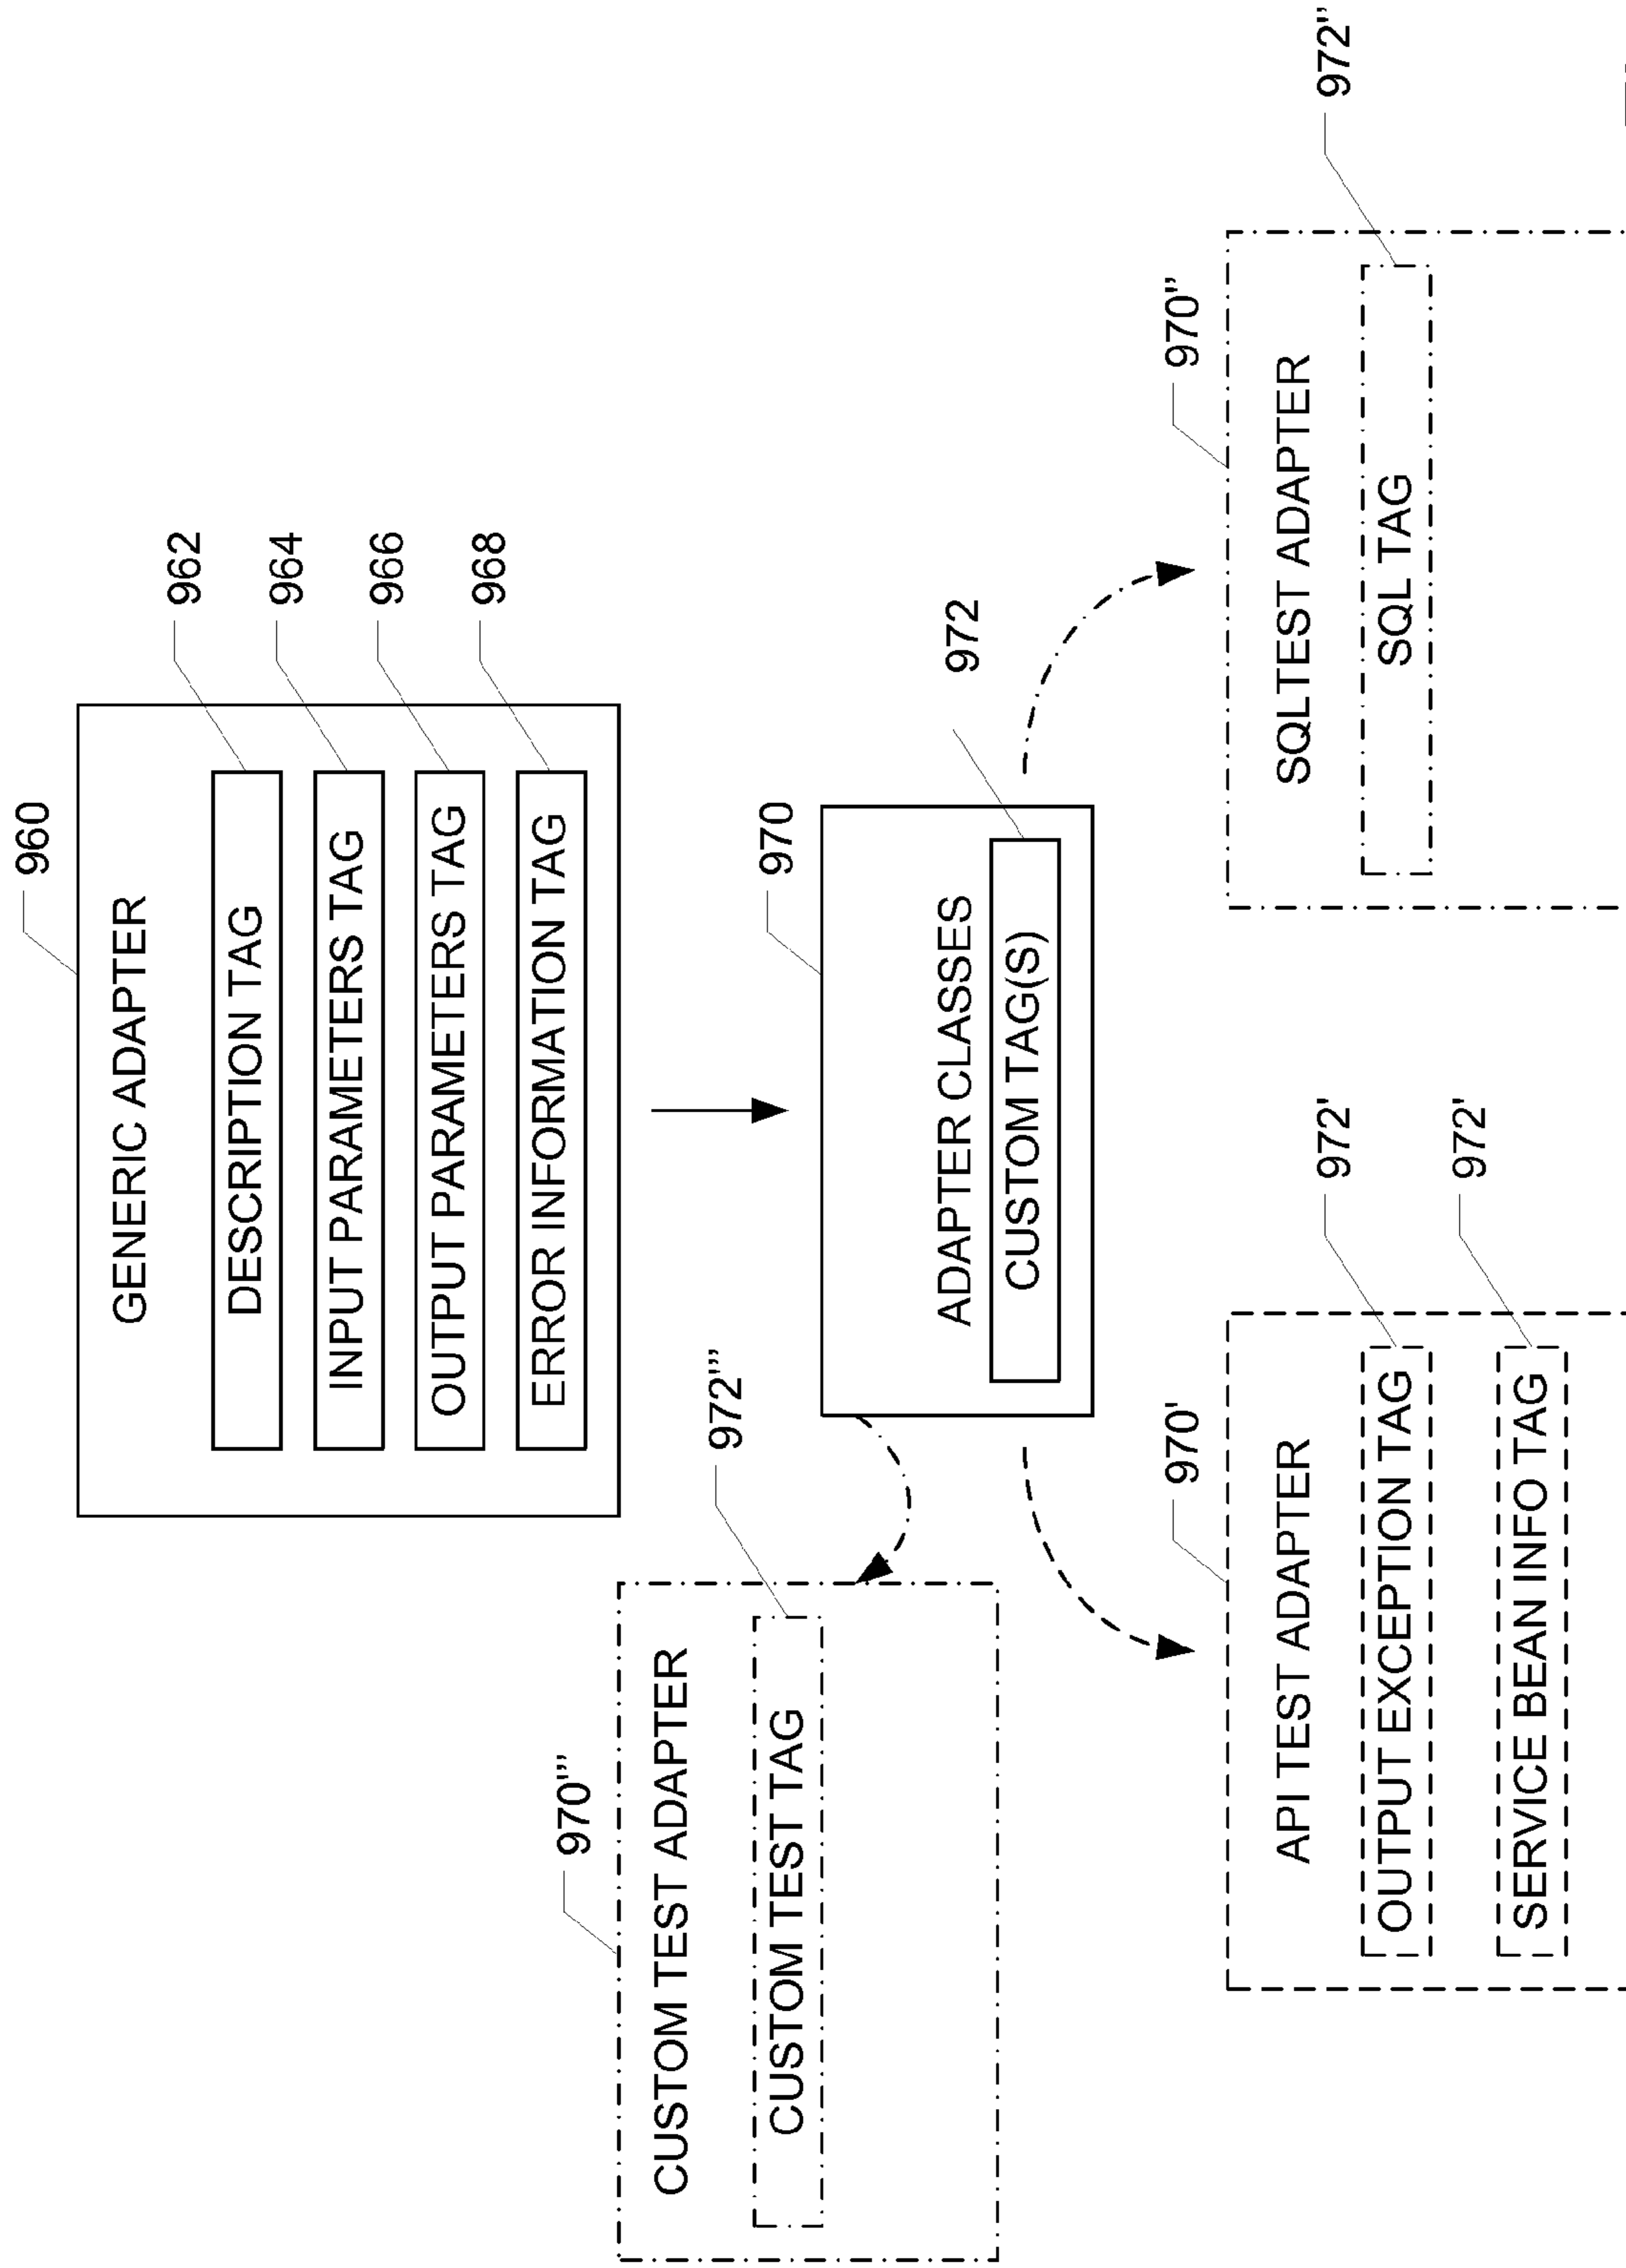 960
GENERIC ADAPTER
DESCRIPTION TAG
962
INPUT PARAMETERS TAG
964
OUTPUT PARAMETERS TAG
966
ERROR INFORMATION TAG
968
970'''
CUSTOM TEST ADAPTER
CUSTOM TEST TAG
972'''
970
ADAPTER CLASSES
CUSTOM TAG(S)
972
970'
API TEST ADAPTER
OUTPUT EXCEPTION TAG
972'
SERVICE BEAN INFO TAG
972'
970''
SQLTEST ADAPTER
SQL TAG
972''